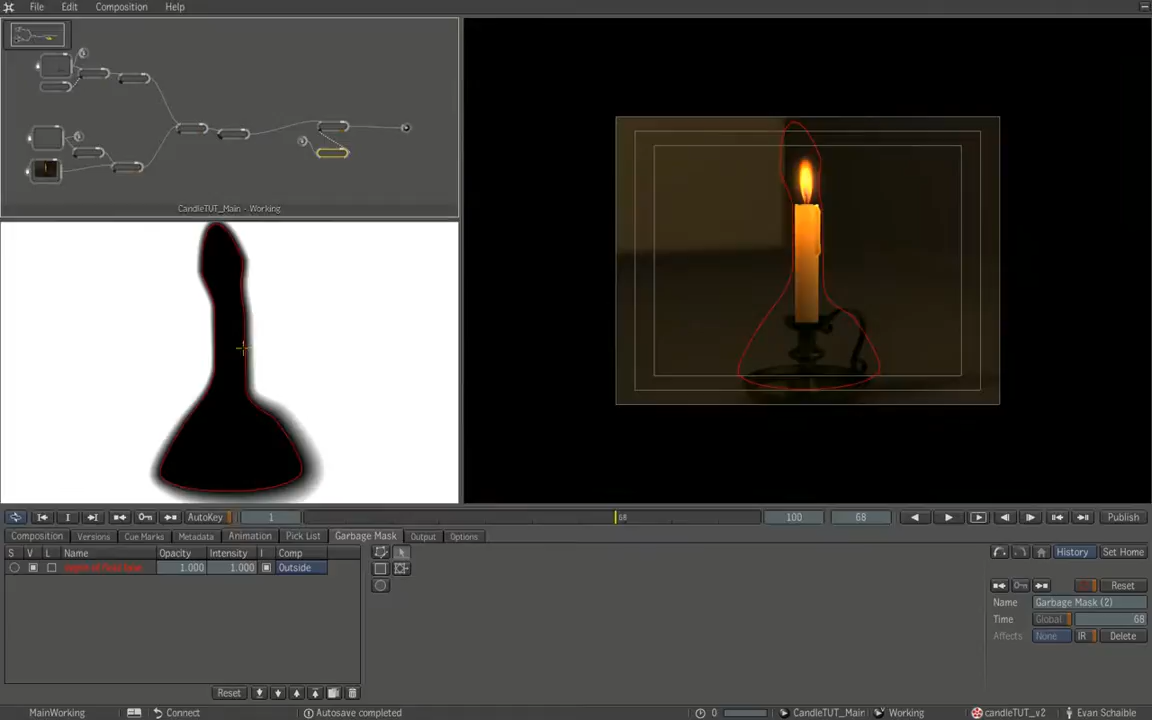 File Edit Composition Help
CandleTUT_Main - Working
AutoKey 1 68 100 68 Publish
Composition Versions Cue Marks Metadata Animation Pick List Garbage Mask Output Options
S V L Name Opacity Intensity I Comp
1.000 1.000 Outside
History Set Home
Reset
Name Garbage Mask (2)
Time Global 68
Affects None IR Delete
Reset
MainWorking Connect Autosave completed 0 CandleTUT_Main Working candleTUT_v2 Evan Schaible